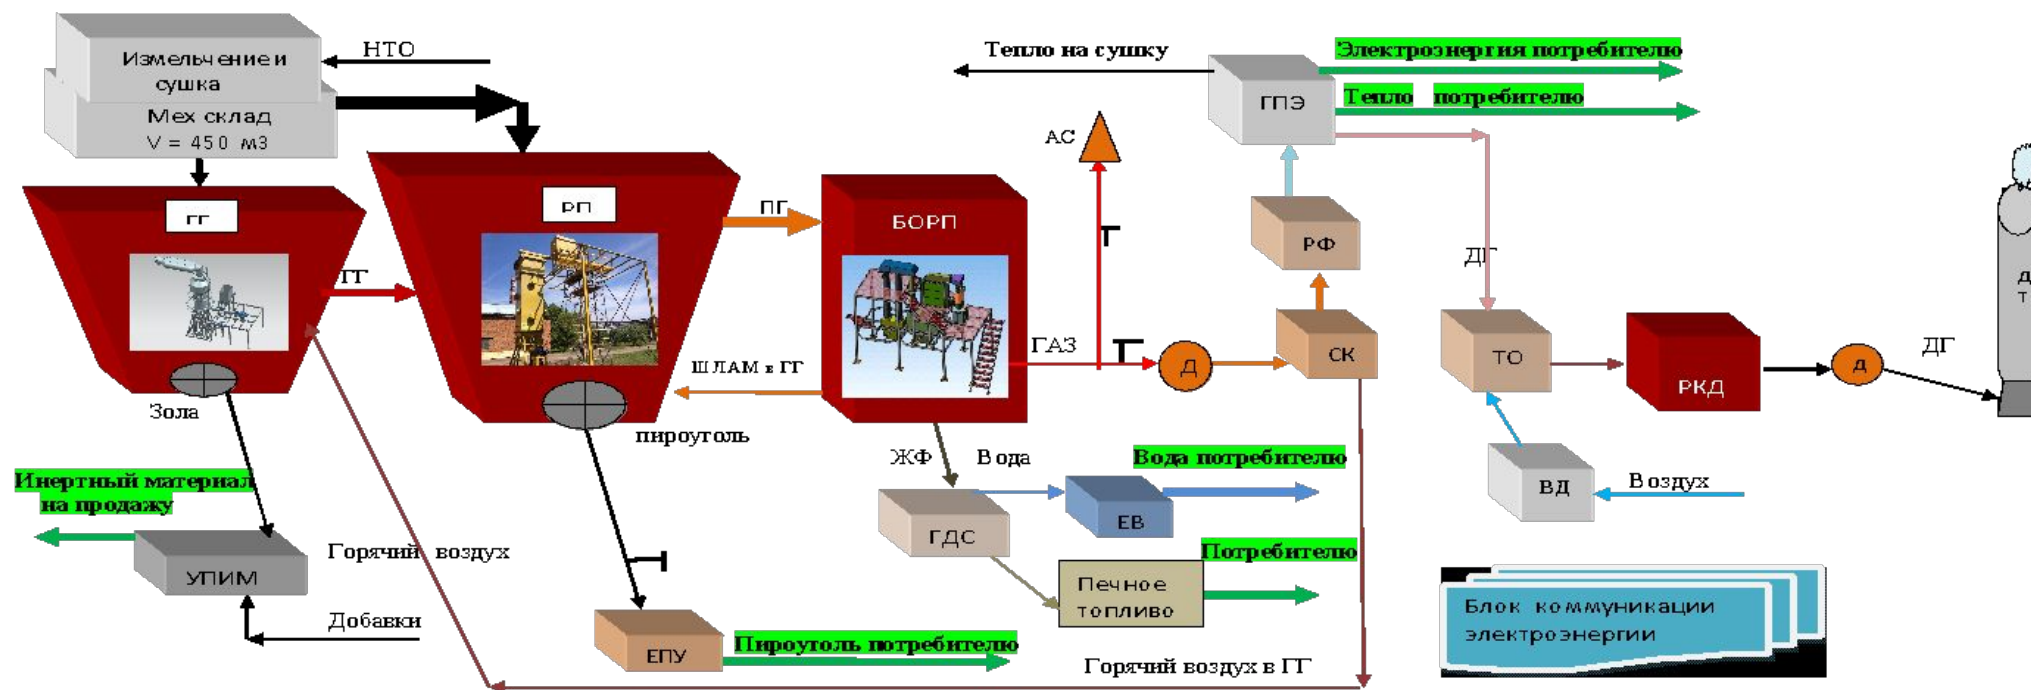 Измельчение и
сушка
НТО
Мех склад
V = 450 м3
ГГ
ГГ
РП
ПГ
БОРП
ГАЗ
ШЛАМ в ГГ
Зола
пироуголь
Инертный материал
на продажу
УПИМ
Горячий воздух
Добавки
ЕПУ
Пироуголь потребителю
ЖФ
Вода
ГДС
ЕВ
Вода потребителю
Печное
топливо
Потребителю
Горячий воздух в ГГ
Тепло на сушку
АС
Д
СК
РФ
ГПЭ
Электроэнергия потребителю
Тепло потребителю
ДГ
ТО
РКД
ВД
Воздух
Д
ДГ
Д
Т
Блок коммуникации
электроэнергии